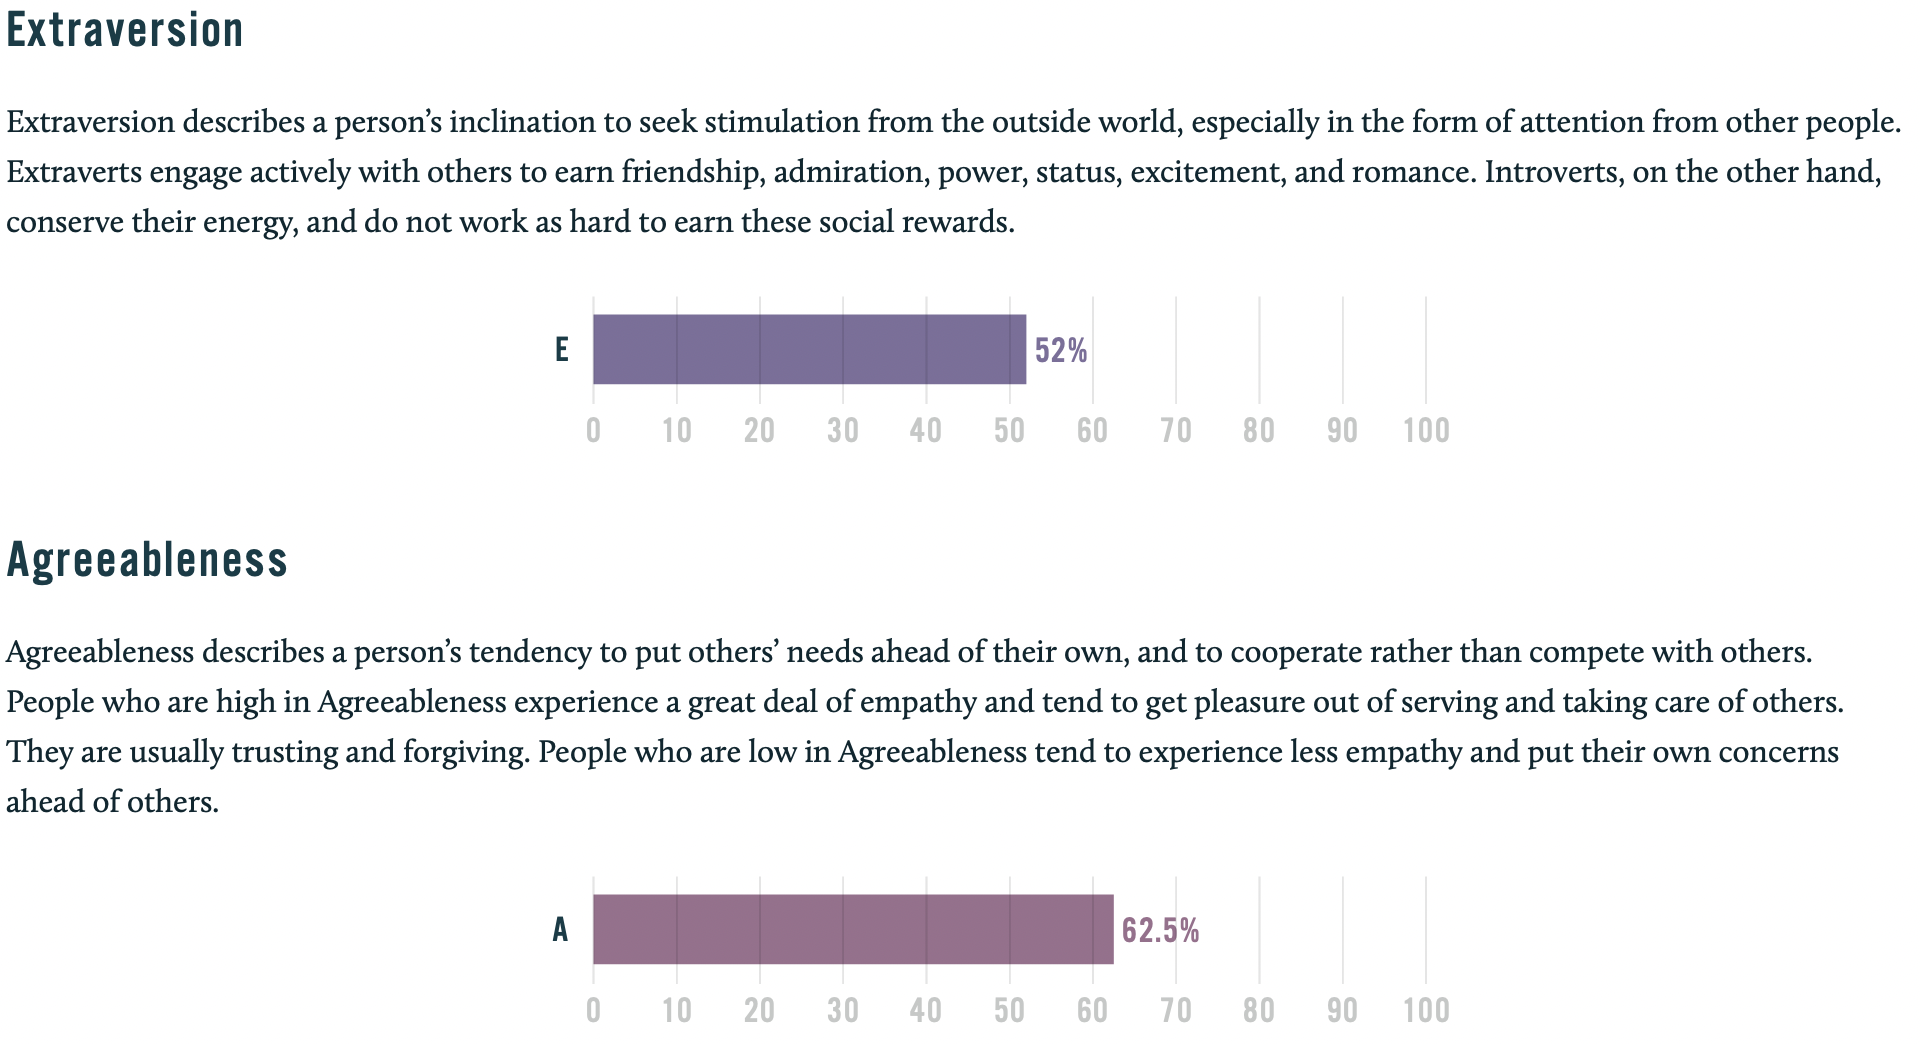 Extraversion
Extraversion describes a person’s inclination to seek stimulation from the outside world, especially in the form of attention from other people.
Extraverts engage actively with others to earn friendship, admiration, power, status, excitement, and romance. Introverts, on the other hand,
conserve their energy, and do not work as hard to earn these social rewards.
E 52%
0 10 20 30 40 50 60 70 80 90 100
Agreeableness
Agreeableness describes a person’s tendency to put others’ needs ahead of their own, and to cooperate rather than compete with others.
People who are high in Agreeableness experience a great deal of empathy and tend to get pleasure out of serving and taking care of others.
They are usually trusting and forgiving. People who are low in Agreeableness tend to experience less empathy and put their own concerns
ahead of others.
A 62.5%
0 10 20 30 40 50 60 70 80 90 100